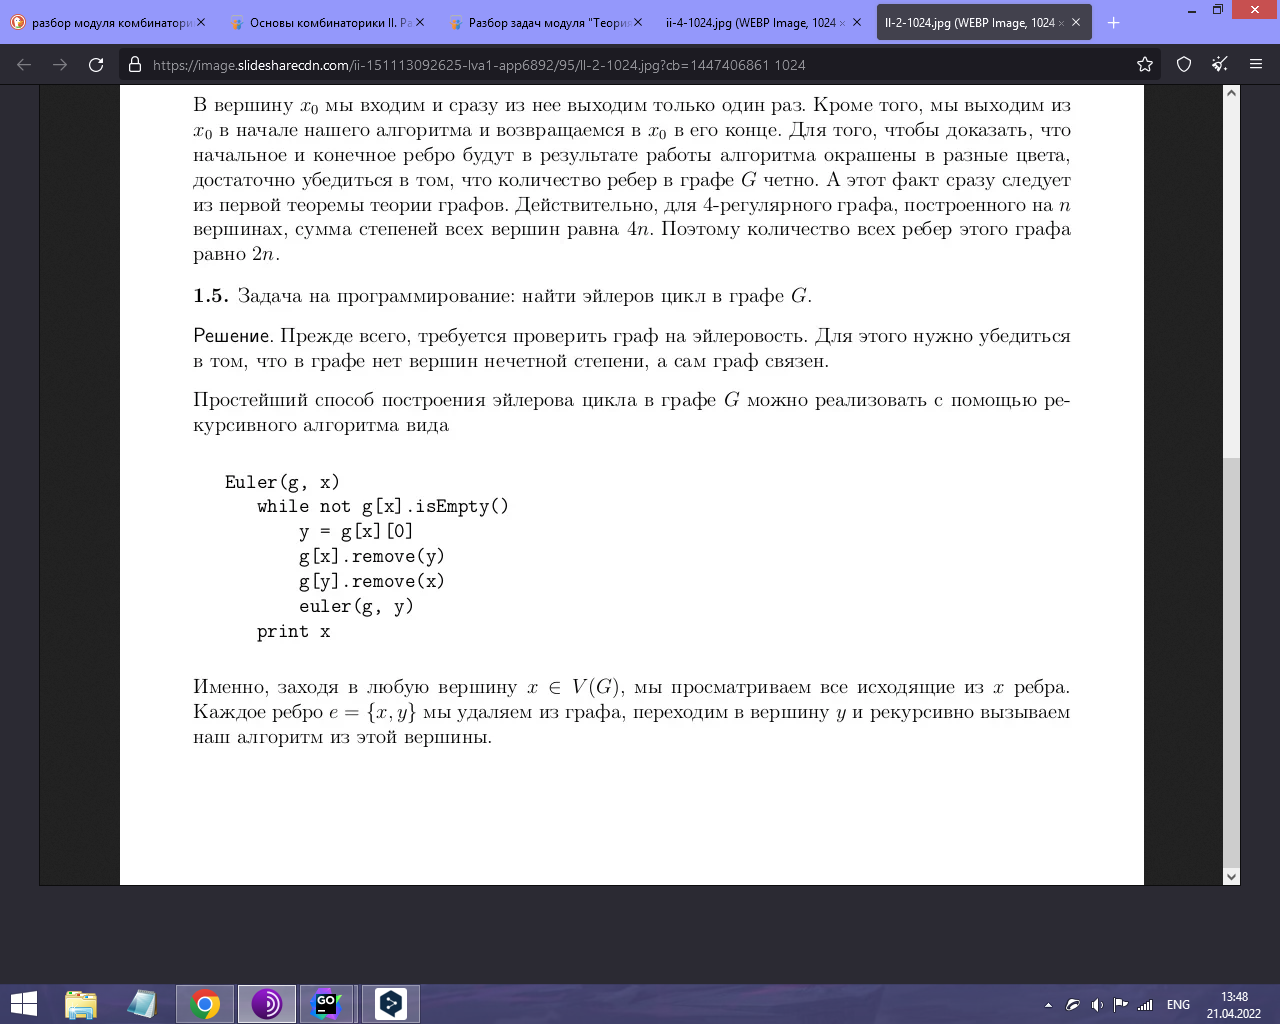 разбор модуля комбинатори
Основы комбинаторики II. Ра
Разбор задач модуля "Теория
ii-4-1024.jpg (WEBP Image, 1024 ×
II-2-1024.jpg (WEBP Image, 1024 ×
https://image.slidesharecdn.com/ii-151113092625-lva1-app6892/95/II-2-1024.jpg?cb=1447406861 1024
В вершину x₀ мы входим и сразу из нее выходим только один раз. Кроме того, мы выходим из
x₀ в начале нашего алгоритма и возвращаемся в x₀ в его конце. Для того, чтобы доказать, что
начальное и конечное ребро будут в результате работы алгоритма окрашены в разные цвета,
достаточно убедиться в том, что количество ребер в графе G четно. А этот факт сразу следует
из первой теоремы теории графов. Действительно, для 4-регулярного графа, построенного на n
вершинах, сумма степеней всех вершин равна 4n. Поэтому количество всех ребер этого графа
равно 2n.
1.5. Задача на программирование: найти эйлеров цикл в графе G.
Решение. Прежде всего, требуется проверить граф на эйлеровость. Для этого нужно убедиться
в том, что в графе нет вершин нечетной степени, а сам граф связен.
Простейший способ построения эйлерова цикла в графе G можно реализовать с помощью ре-
курсивного алгоритма вида
Euler(g, x)
while not g[x].isEmpty()
y = g[x][0]
g[x].remove(y)
g[y].remove(x)
euler(g, y)
print x
Именно, заходя в любую вершину x ∈ V(G), мы просматриваем все исходящие из x ребра.
Каждое ребро e = {x, y} мы удаляем из графа, переходим в вершину y и рекурсивно вызываем
наш алгоритм из этой вершины.
GO
ENG
13:48
21.04.2022